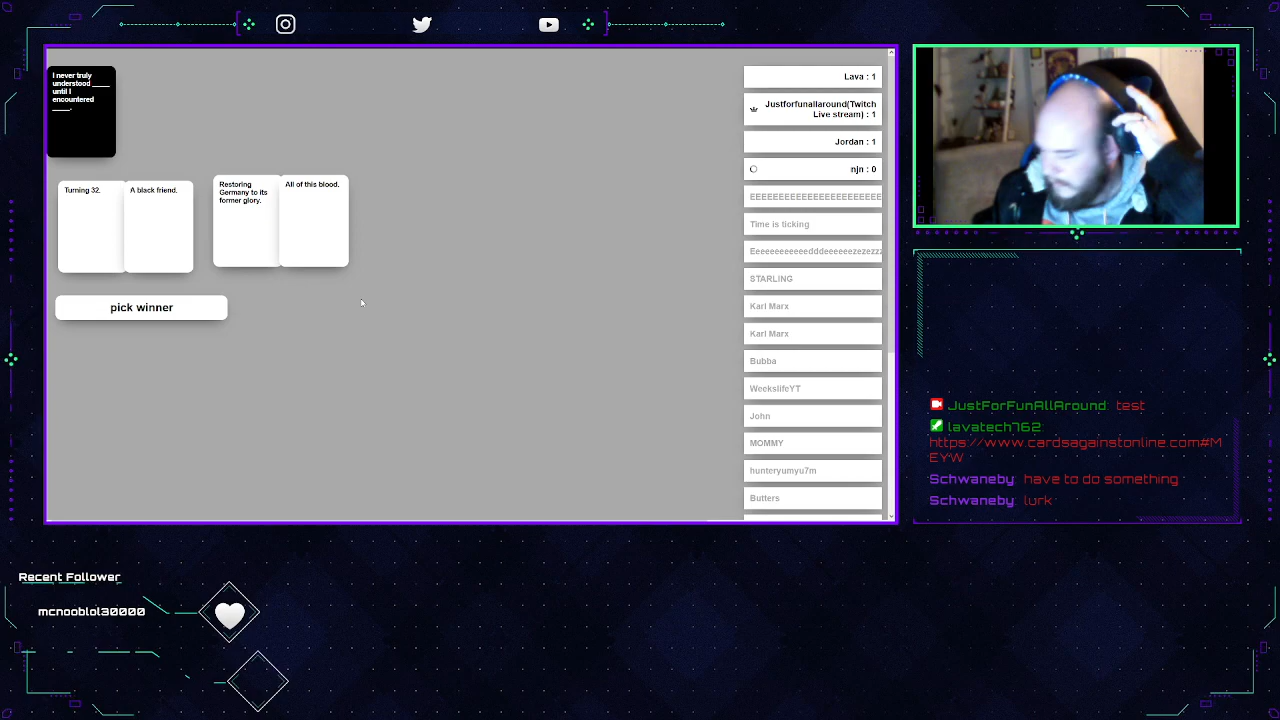 I never truly
understood ____
until I
encountered
____.
Turning 32.
A black friend.
Restoring
Germany to its
former glory.
All of this blood.
pick winner
Lava : 1
Justforfunallaround(Twitch
Live stream) : 1
Jordan : 1
njn : 0
EEEEEEEEEEEEEEEEEEEEEEE
Time is ticking
Eeeeeeeeeeedddeeeeeezezezz
STARLING
Karl Marx
Karl Marx
Bubba
WeekslifeYT
John
MOMMY
hunteryumyu7m
Butters
JustForFunAllAround: test
lavatech762:
https://www.cardsagainstonline.com#M
EYW
Schwaneby: have to do something
Schwaneby: lurk
Recent Follower
mcnooblol30000